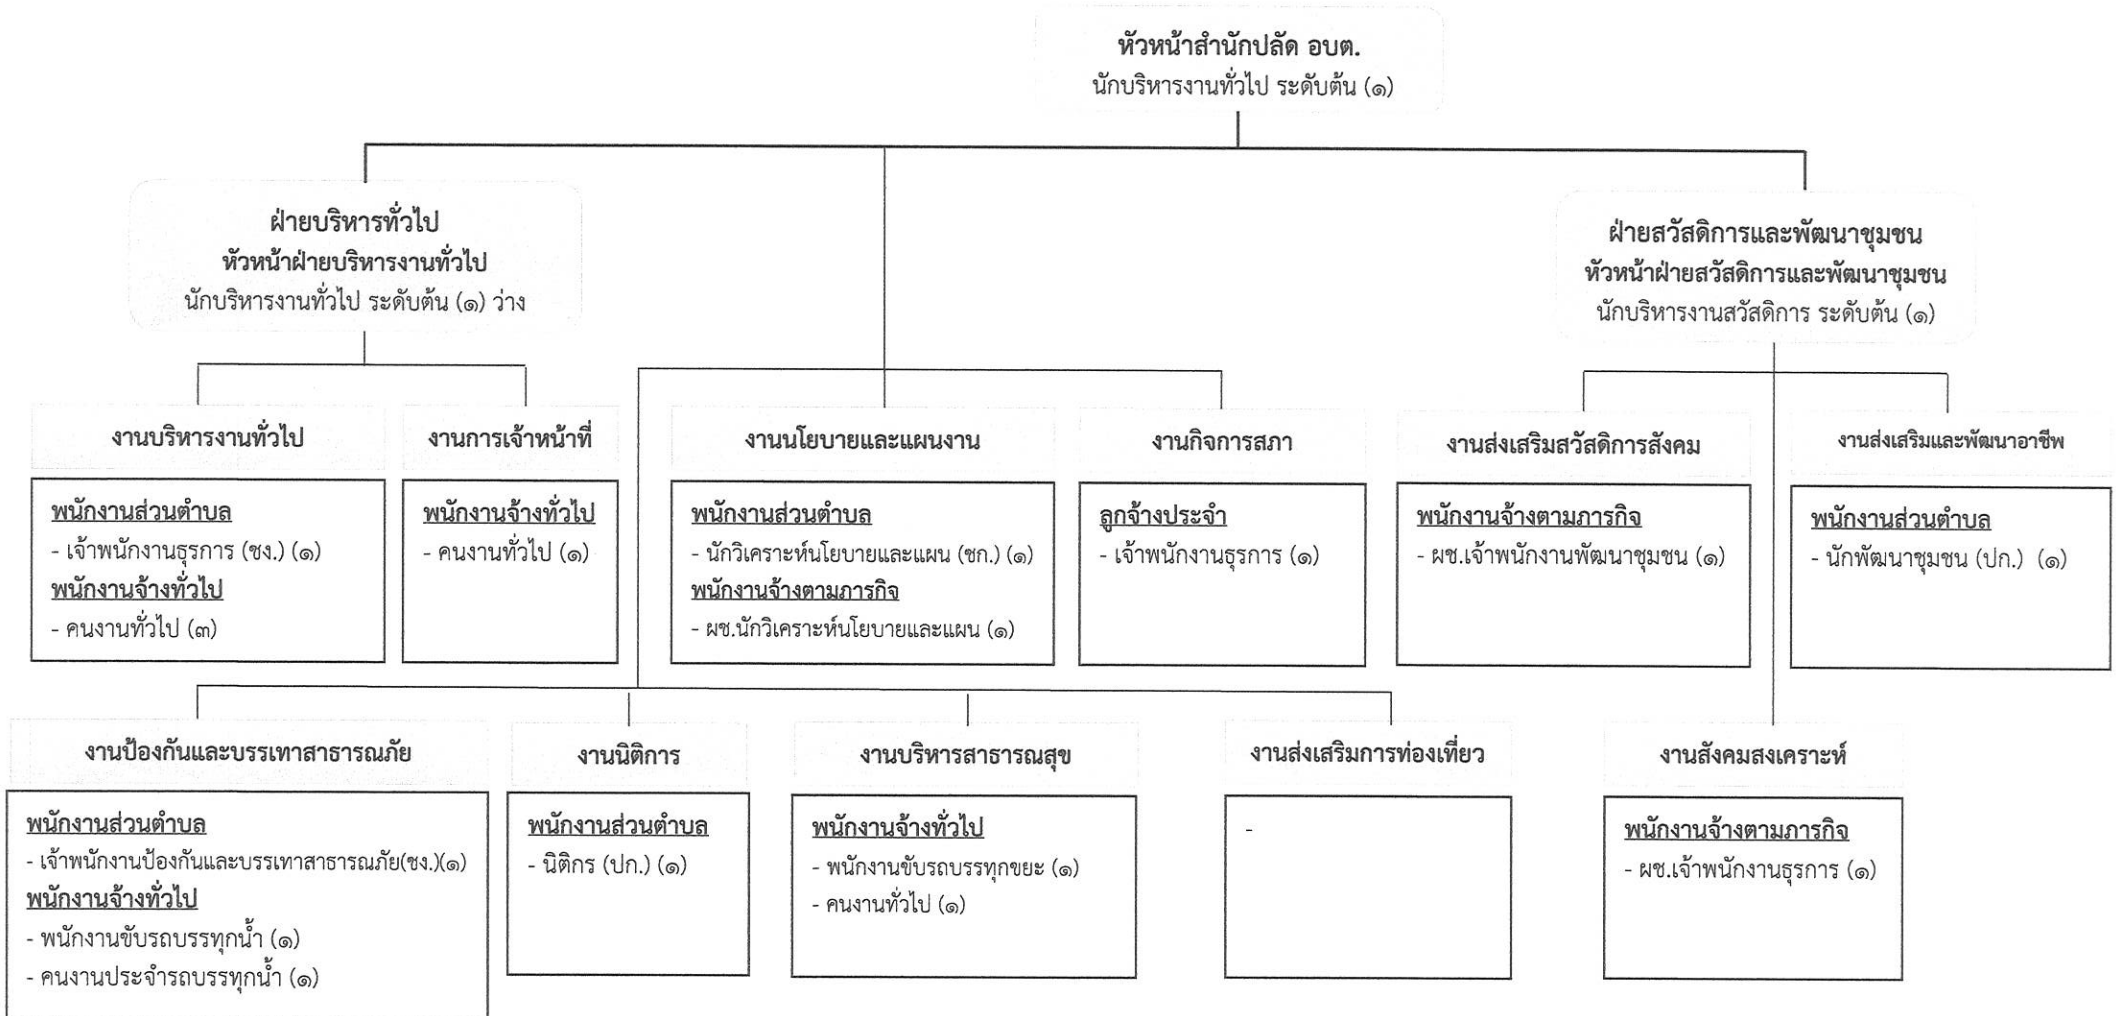 หัวหน้าสำนักปลัด อบต.
นักบริหารงานทั่วไป ระดับต้น (๑)
ฝ่ายบริหารทั่วไป
หัวหน้าฝ่ายบริหารงานทั่วไป
นักบริหารงานทั่วไป ระดับต้น (๑) ว่าง
ฝ่ายสวัสดิการและพัฒนาชุมชน
หัวหน้าฝ่ายสวัสดิการและพัฒนาชุมชน
นักบริหารงานสวัสดิการ ระดับต้น (๑)
งานบริหารงานทั่วไป
พนักงานส่วนตำบล
- เจ้าพนักงานธุรการ (ชง.) (๑)
พนักงานจ้างทั่วไป
- คนงานทั่วไป (๓)
งานการเจ้าหน้าที่
พนักงานจ้างทั่วไป
- คนงานทั่วไป (๑)
งานนโยบายและแผนงาน
พนักงานส่วนตำบล
- นักวิเคราะห์นโยบายและแผน (ชก.) (๑)
พนักงานจ้างตามภารกิจ
- ผช.นักวิเคราะห์นโยบายและแผน (๑)
งานกิจการสภา
ลูกจ้างประจำ
- เจ้าพนักงานธุรการ (๑)
งานส่งเสริมสวัสดิการสังคม
พนักงานจ้างตามภารกิจ
- ผช.เจ้าพนักงานพัฒนาชุมชน (๑)
งานส่งเสริมและพัฒนาอาชีพ
พนักงานส่วนตำบล
- นักพัฒนาชุมชน (ปก.) (๑)
งานป้องกันและบรรเทาสาธารณภัย
พนักงานส่วนตำบล
- เจ้าพนักงานป้องกันและบรรเทาสาธารณภัย(ชง.)(๑)
พนักงานจ้างทั่วไป
- พนักงานขับรถบรรทุกน้ำ (๑)
- คนงานประจำรถบรรทุกน้ำ (๑)
งานนิติการ
พนักงานส่วนตำบล
- นิติกร (ปก.) (๑)
งานบริหารสาธารณสุข
พนักงานจ้างทั่วไป
- พนักงานขับรถบรรทุกขยะ (๑)
- คนงานทั่วไป (๑)
งานส่งเสริมการท่องเที่ยว
-
งานสังคมสงเคราะห์
พนักงานจ้างตามภารกิจ
- ผช.เจ้าพนักงานธุรการ (๑)